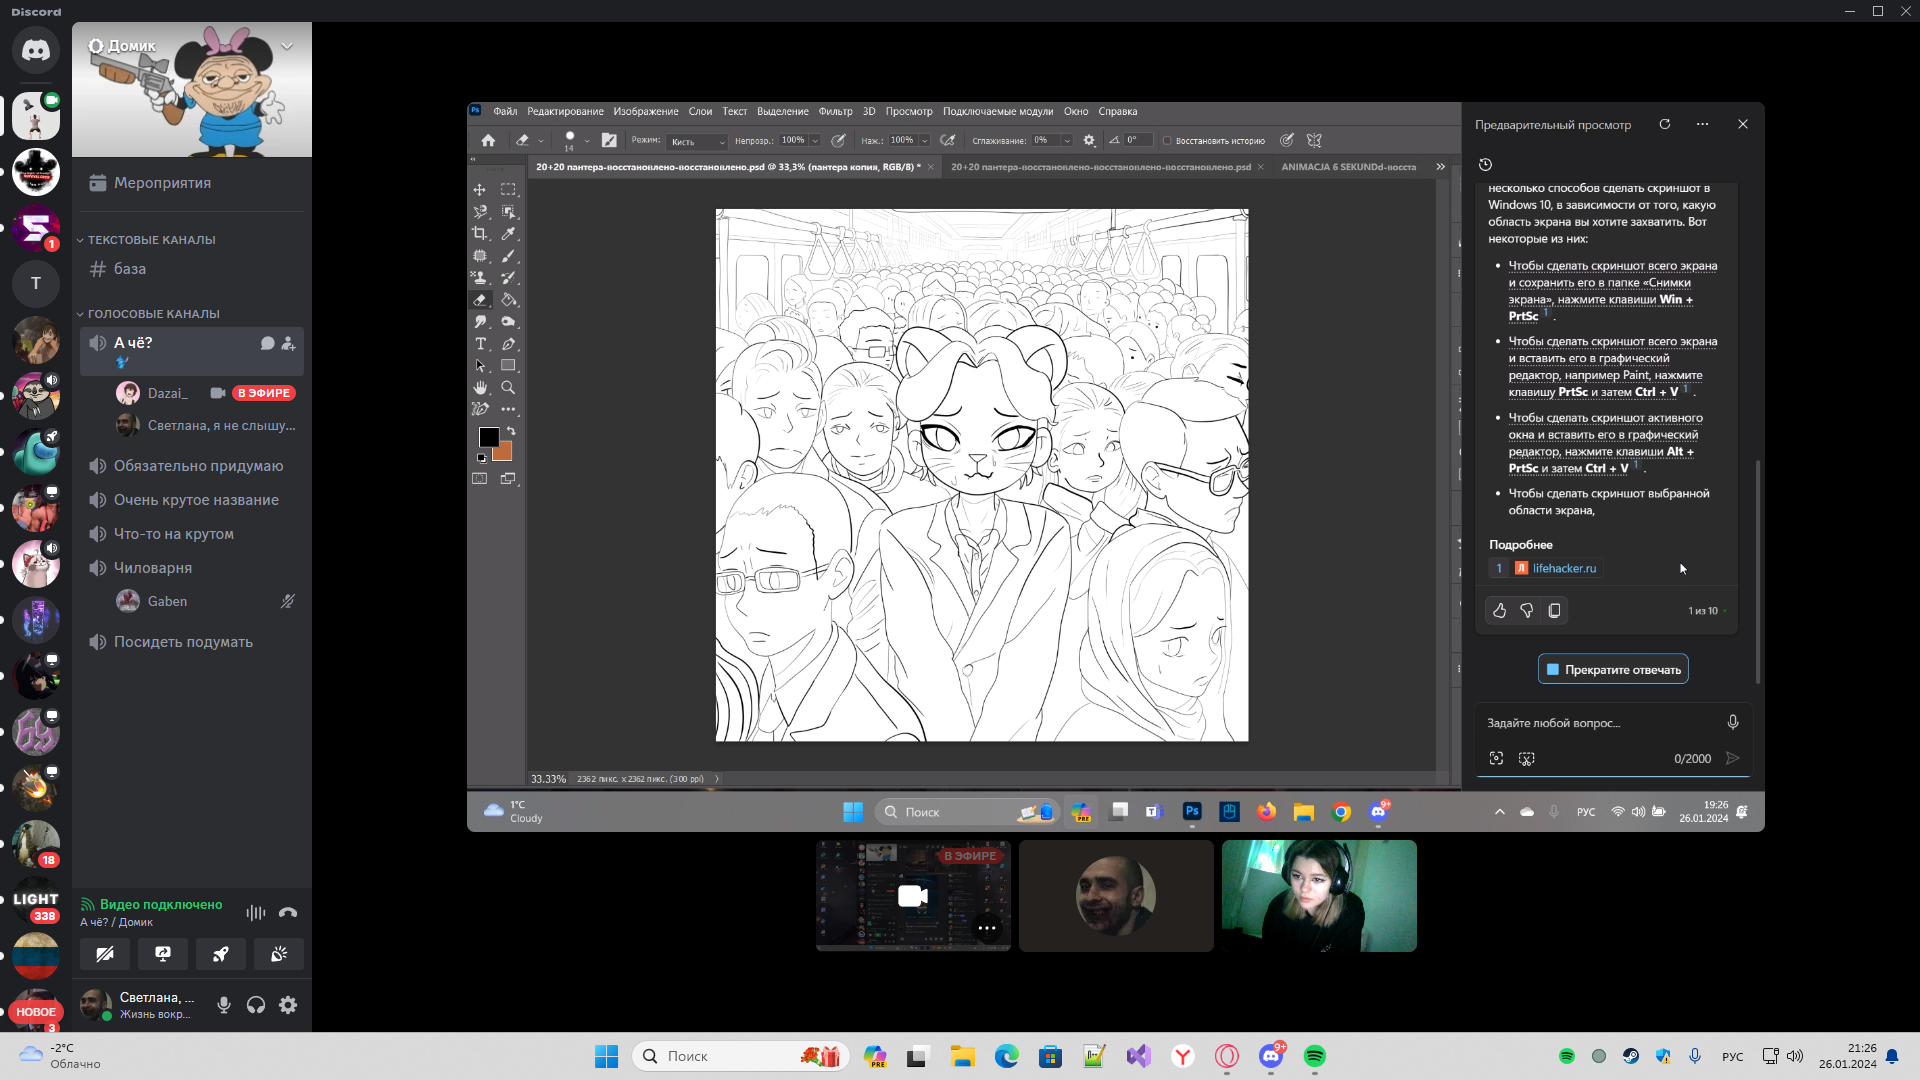 Discord
Домик
Мероприятия
ТЕКСТОВЫЕ КАНАЛЫ
база
ГОЛОСОВЫЕ КАНАЛЫ
А чё?
Dazai_
В ЭФИРЕ
Светлана, я не слышу...
Обязательно придумаю
Очень крутое название
Что-то на крутом
Чиловарня
Gaben
Посидеть подумать
1
T
18
LIGHT
338
НОВОЕ
3
Видео подключено
А чё? / Домик
Светлана, ...
Жизнь вокр...
Ps
Файл Редактирование Изображение Слои Текст Выделение Фильтр 3D Просмотр Подключаемые модули Окно Справка
14 Режим: Кисть Непрозр.: 100% Наж.: 100% Сглаживание: 0% 0° Восстановить историю
20+20 пантера-восстановлено-восстановлено.psd @ 33,3% (пантера копия, RGB/8) *
20+20 пантера-восстановлено-восстановлено-восстановлено.psd
ANIMACJA 6 SEKUNDd-восста
33.33% 2362 пикс. x 2362 пикс. (300 ppi)
Предварительный просмотр
несколько способов сделать скриншот в
Windows 10, в зависимости от того, какую
область экрана вы хотите захватить. Вот
некоторые из них:
Чтобы сделать скриншот всего экрана
и сохранить его в папке «Снимки
экрана», нажмите клавиши Win +
PrtSc 1 .
Чтобы сделать скриншот всего экрана
и вставить его в графический
редактор, например Paint, нажмите
клавишу PrtSc и затем Ctrl + V 1 .
Чтобы сделать скриншот активного
окна и вставить его в графический
редактор, нажмите клавиши Alt +
PrtSc и затем Ctrl + V 1 .
Чтобы сделать скриншот выбранной
области экрана,
Подробнее
1 Л lifehacker.ru
1 из 10
Прекратите отвечать
Задайте любой вопрос...
0/2000
1°C
Cloudy
Поиск
PRE
Ps
9+
РУС
19:26
26.01.2024
В ЭФИРЕ
-2°C
Облачно
Поиск
PRE
9+
РУС
21:26
26.01.2024